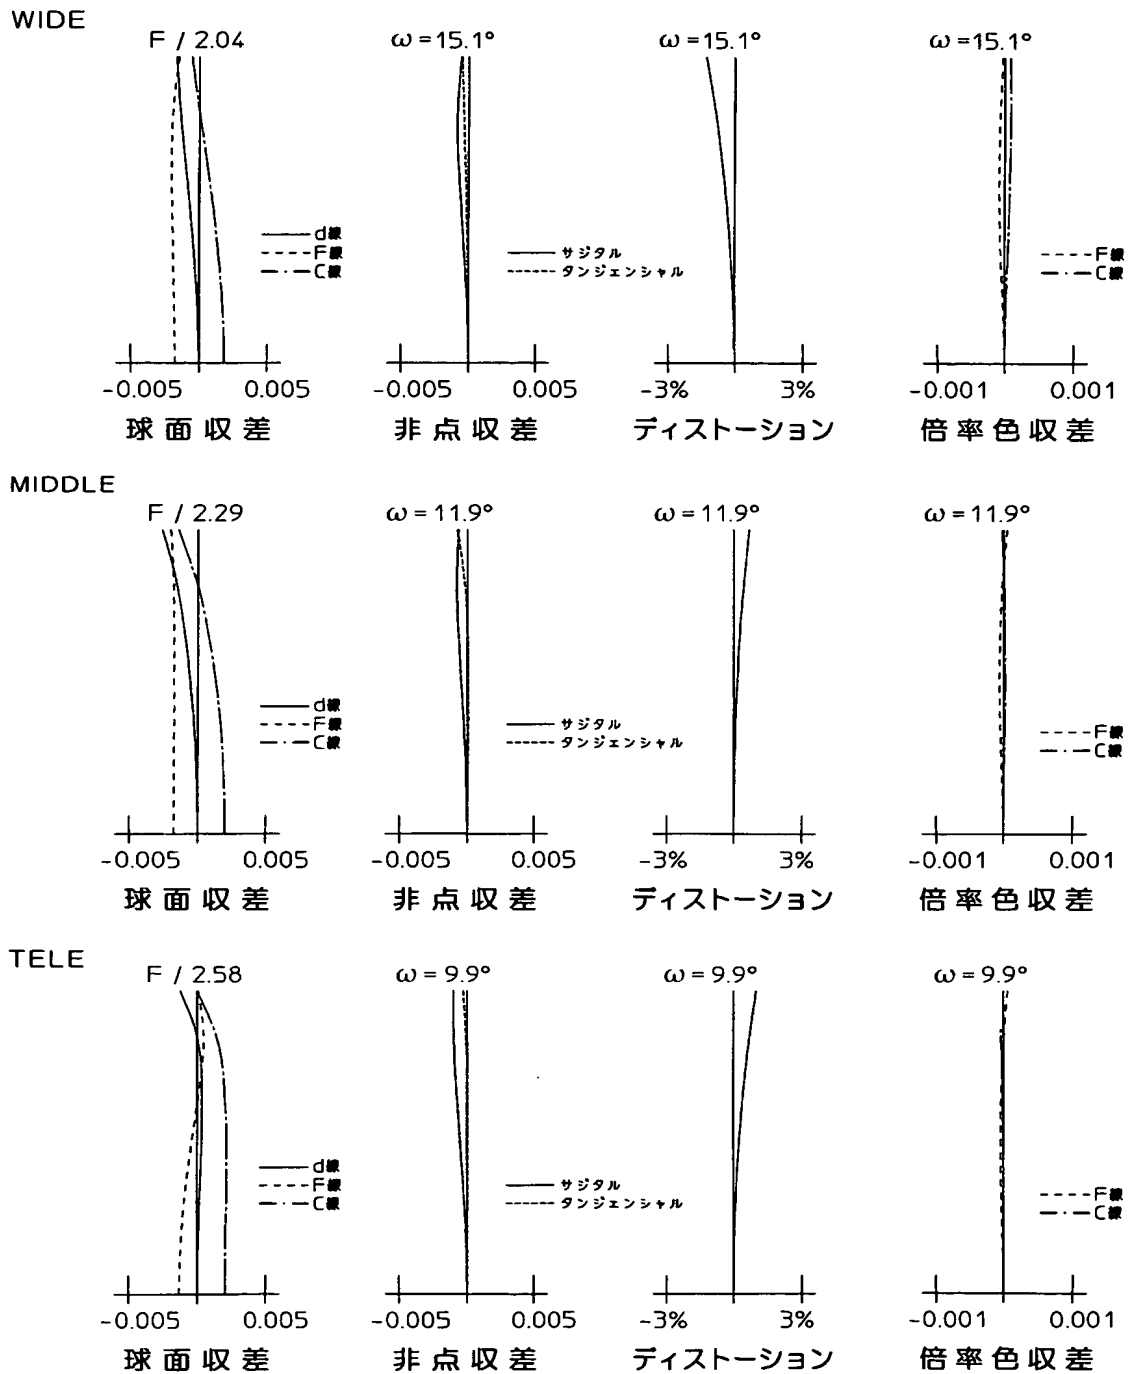 WIDE
F / 2.04
ω=15.1°
ω=15.1°
ω=15.1°
d線
F線
C線
サジタル
タンジェンシャル
F線
C線
-0.005 0.005
-0.005 0.005
-3% 3%
-0.001 0.001
球面収差
非点収差
ディストーション
倍率色収差
MIDDLE
F / 2.29
ω=11.9°
ω=11.9°
ω=11.9°
d線
F線
C線
サジタル
タンジェンシャル
F線
C線
-0.005 0.005
-0.005 0.005
-3% 3%
-0.001 0.001
球面収差
非点収差
ディストーション
倍率色収差
TELE
F / 2.58
ω=9.9°
ω=9.9°
ω=9.9°
d線
F線
C線
サジタル
タンジェンシャル
F線
C線
-0.005 0.005
-0.005 0.005
-3% 3%
-0.001 0.001
球面収差
非点収差
ディストーション
倍率色収差